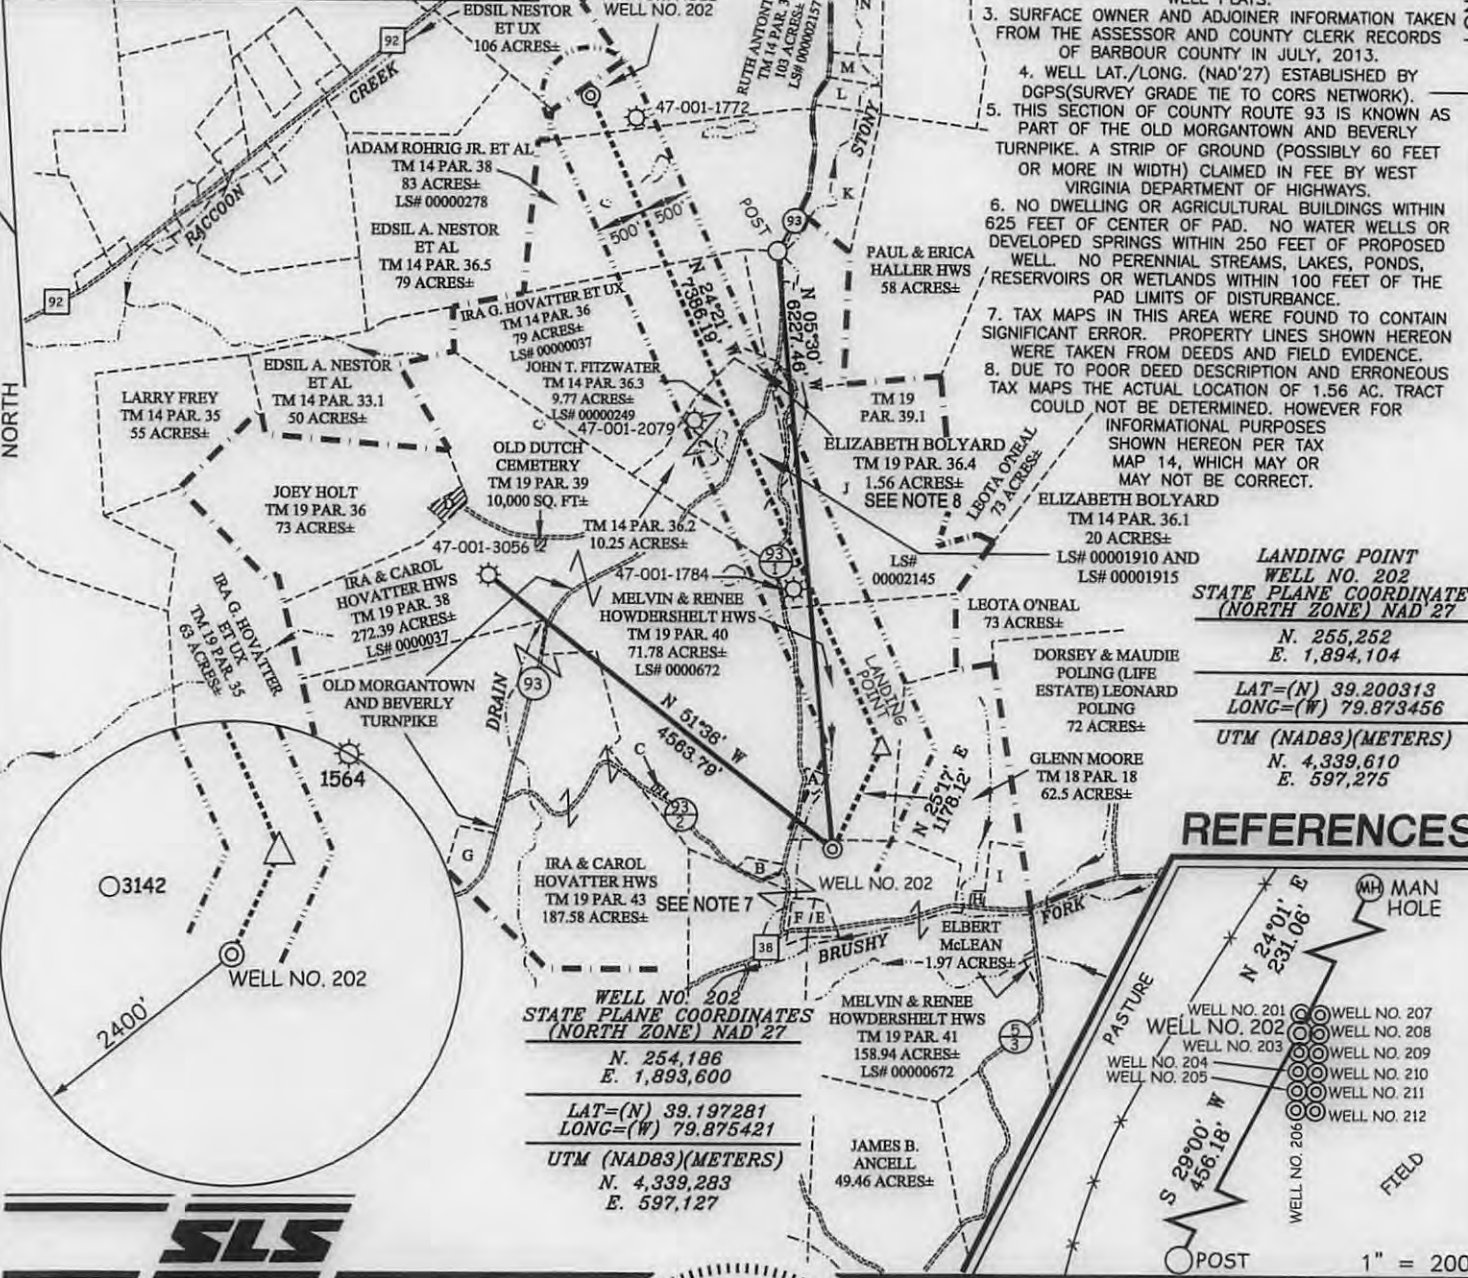 EDSIL NESTOR
ET UX
106 ACRES±
WELL NO. 202
92
RACCOON
CREEK
92
NORTH
RUTH ANTONI
TM 14 PAR. 3
103 ACRES±
LS# 00002157
N
M
L
STONY
K
47-001-1772
ADAM ROHRIG JR. ET AL
TM 14 PAR. 38
83 ACRES±
LS# 00000278
EDSIL A. NESTOR
ET AL
TM 14 PAR. 36.5
79 ACRES±
500'
500'
POST
93
PAUL & ERICA
HALLER HWS
58 ACRES±
IRA G. HOVATTER ET UX
TM 14 PAR. 36
79 ACRES±
LS# 00000037
N 24°21' W
7386.19'
N 05°30' W
6227.46'
JOHN T. FITZWATER
TM 14 PAR. 36.3
9.77 ACRES±
LS# 00000249
47-001-2079
LARRY FREY
TM 14 PAR. 35
55 ACRES±
EDSIL A. NESTOR
ET AL
TM 14 PAR. 33.1
50 ACRES±
TM 19
PAR. 39.1
ELIZABETH BOLYARD
TM 19 PAR. 36.4
1.56 ACRES±
SEE NOTE 8
J
LEOTA O'NEAL
73 ACRES±
OLD DUTCH
CEMETERY
TM 19 PAR. 39
10,000 SQ. FT±
JOEY HOLT
TM 19 PAR. 36
73 ACRES±
TM 14 PAR. 36.2
10.25 ACRES±
ELIZABETH BOLYARD
TM 14 PAR. 36.1
20 ACRES±
LS# 00001910 AND
LS# 00001915
LS#
00002145
93
1
47-001-3056
47-001-1784
IRA & CAROL
HOVATTER HWS
TM 19 PAR. 38
272.39 ACRES±
LS# 0000037
IRA G. HOVATTER
ET UX
TM 19 PAR. 35
63 ACRES±
MELVIN & RENEE
HOWDERSHELT HWS
TM 19 PAR. 40
71.78 ACRES±
LS# 0000672
LEOTA O'NEAL
73 ACRES±
DORSEY & MAUDIE
POLING (LIFE
ESTATE) LEONARD
POLING
72 ACRES±
OLD MORGANTOWN
AND BEVERLY
TURNPIKE
93
DRAIN
N 51°36' W
4563.79'
LANDING
POINT
N 25°17' E
1178.12'
GLENN MOORE
TM 18 PAR. 18
62.5 ACRES±
C
A
93
2
G
B
I
H
F
E
WELL NO. 202
IRA & CAROL
HOVATTER HWS
TM 19 PAR. 43
187.58 ACRES±
SEE NOTE 7
38
BRUSHY
FORK
ELBERT
McLEAN
1.97 ACRES±
MELVIN & RENEE
HOWDERSHELT HWS
TM 19 PAR. 41
158.94 ACRES±
LS# 00000672
5
3
JAMES B.
ANCELL
49.46 ACRES±
1564
3142
WELL NO. 202
2400'
WELL NO. 202
STATE PLANE COORDINATES
(NORTH ZONE) NAD'27
N. 254,186
E. 1,893,600
LAT=(N) 39.197281
LONG=(W) 79.875421
UTM (NAD83)(METERS)
N. 4,339,283
E. 597,127
SLS
WELL PLATS.
3. SURFACE OWNER AND ADJOINER INFORMATION TAKEN
FROM THE ASSESSOR AND COUNTY CLERK RECORDS
OF BARBOUR COUNTY IN JULY, 2013.
4. WELL LAT./LONG. (NAD'27) ESTABLISHED BY
DGPS(SURVEY GRADE TIE TO CORS NETWORK).
5. THIS SECTION OF COUNTY ROUTE 93 IS KNOWN AS
PART OF THE OLD MORGANTOWN AND BEVERLY
TURNPIKE. A STRIP OF GROUND (POSSIBLY 60 FEET
OR MORE IN WIDTH) CLAIMED IN FEE BY WEST
VIRGINIA DEPARTMENT OF HIGHWAYS.
6. NO DWELLING OR AGRICULTURAL BUILDINGS WITHIN
625 FEET OF CENTER OF PAD. NO WATER WELLS OR
DEVELOPED SPRINGS WITHIN 250 FEET OF PROPOSED
WELL. NO PERENNIAL STREAMS, LAKES, PONDS,
RESERVOIRS OR WETLANDS WITHIN 100 FEET OF THE
PAD LIMITS OF DISTURBANCE.
7. TAX MAPS IN THIS AREA WERE FOUND TO CONTAIN
SIGNIFICANT ERROR. PROPERTY LINES SHOWN HEREON
WERE TAKEN FROM DEEDS AND FIELD EVIDENCE.
8. DUE TO POOR DEED DESCRIPTION AND ERRONEOUS
TAX MAPS THE ACTUAL LOCATION OF 1.56 AC. TRACT
COULD NOT BE DETERMINED. HOWEVER FOR
INFORMATIONAL PURPOSES
SHOWN HEREON PER TAX
MAP 14, WHICH MAY OR
MAY NOT BE CORRECT.
LANDING POINT
WELL NO. 202
STATE PLANE COORDINATE
(NORTH ZONE) NAD'27
N. 255,252
E. 1,894,104
LAT=(N) 39.200313
LONG=(W) 79.873456
UTM (NAD83)(METERS)
N. 4,339,610
E. 597,275
REFERENCES
N 24°01' E
231.06'
MH MAN
HOLE
PASTURE
WELL NO. 201
WELL NO. 202
WELL NO. 203
WELL NO. 204
WELL NO. 205
WELL NO. 206
WELL NO. 207
WELL NO. 208
WELL NO. 209
WELL NO. 210
WELL NO. 211
WELL NO. 212
S 29°00' W
456.18'
FIELD
POST
1" = 200